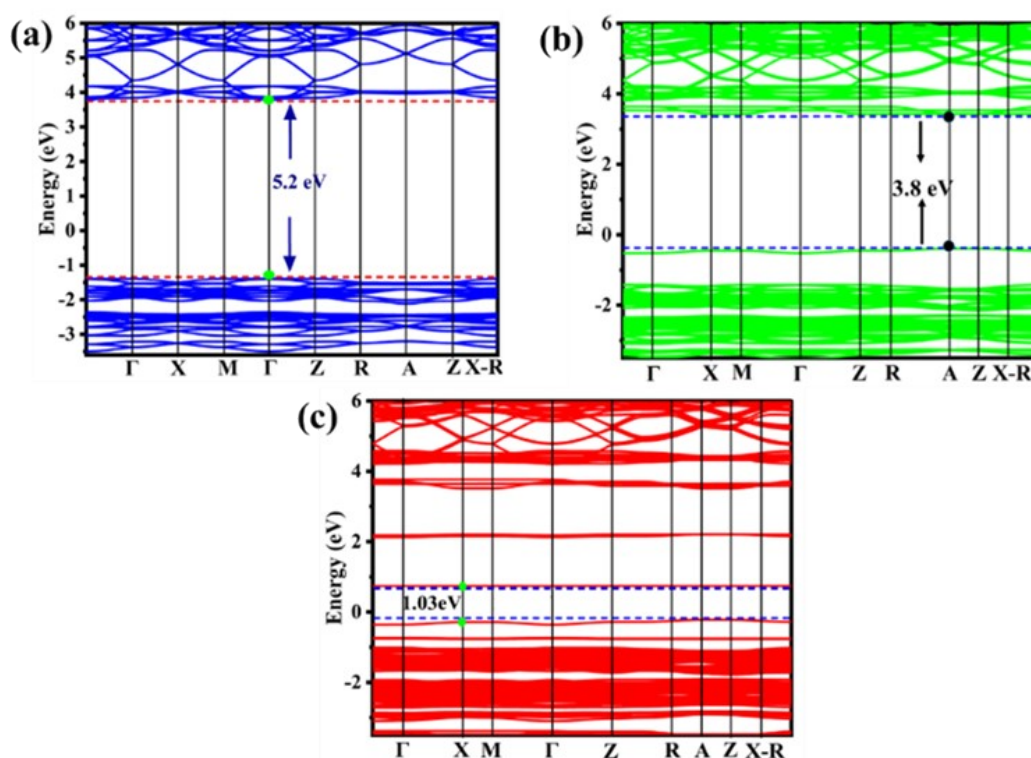 (a)
Energy (eV)
6
5
4
3
2
1
0
-1
-2
-3
5.2 eV
Γ X M Γ Z R A Z X-R
(b)
Energy (eV)
6
4
2
0
-2
3.8 eV
Γ X M Γ Z R A Z X-R
(c)
Energy (eV)
6
4
2
0
-2
1.03eV
Γ X M Γ Z R A Z X-R